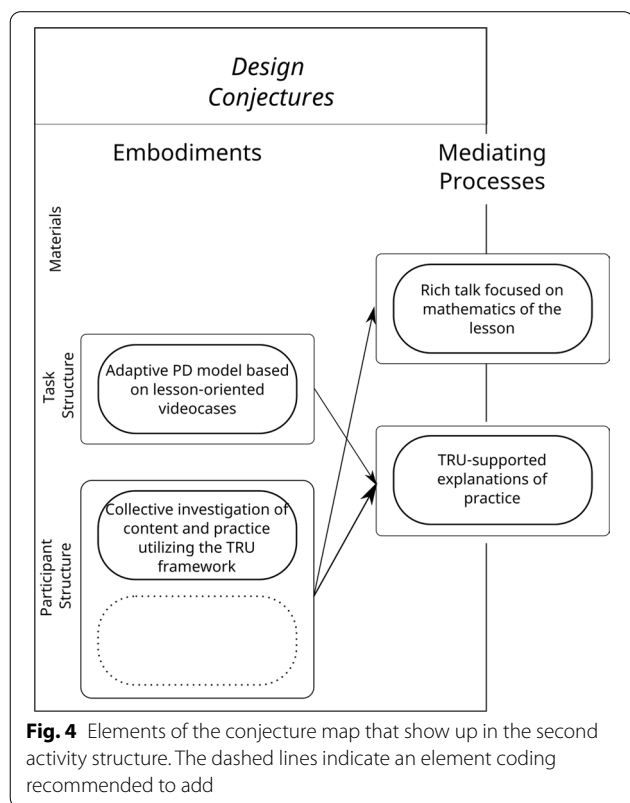 Design
Conjectures
Embodiments
Mediating
Processes
Materials
Rich talk focused on
mathematics of the
lesson
Task
Structure
Adaptive PD model based
on lesson-oriented
videocases
TRU-supported
explanations of
practice
Participant
Structure
Collective investigation of
content and practice
utilizing the TRU
framework
Fig. 4 Elements of the conjecture map that show up in the second
activity structure. The dashed lines indicate an element coding
recommended to add